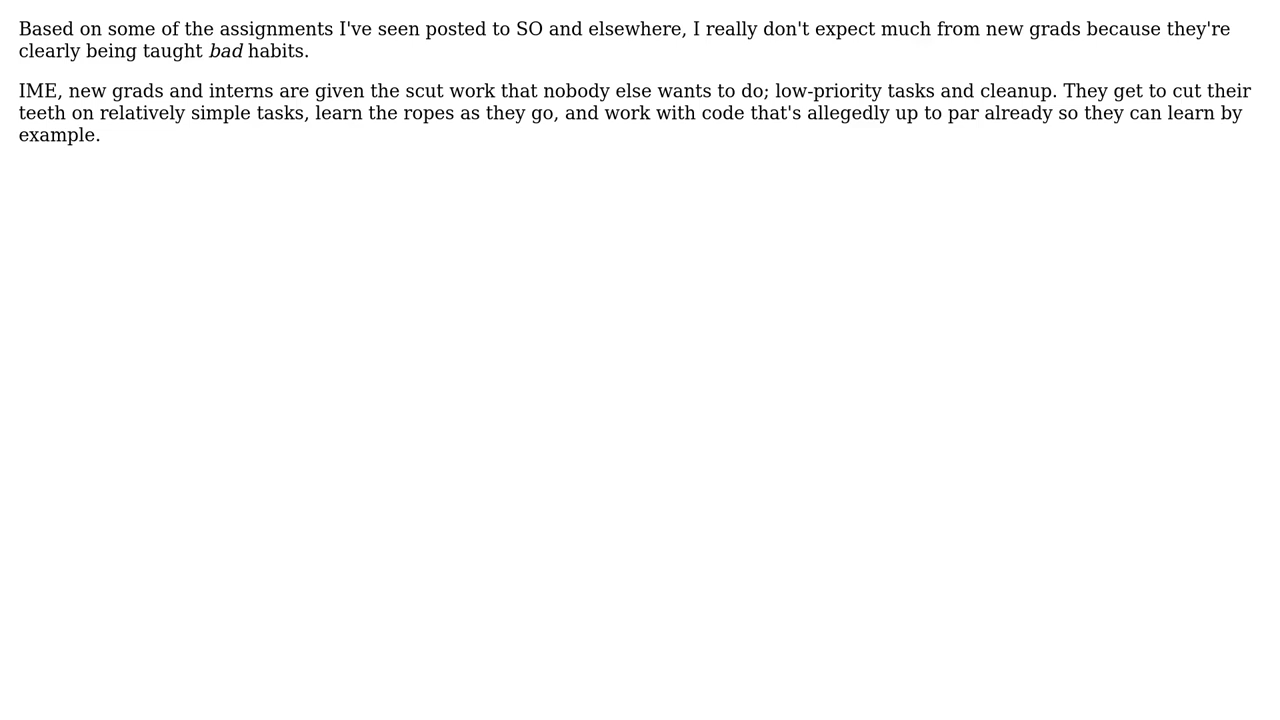 Based on some of the assignments I've seen posted to SO and elsewhere, I really don't expect much from new grads because they're
clearly being taught bad habits.
IME, new grads and interns are given the scut work that nobody else wants to do; low-priority tasks and cleanup. They get to cut their
teeth on relatively simple tasks, learn the ropes as they go, and work with code that's allegedly up to par already so they can learn by
example.